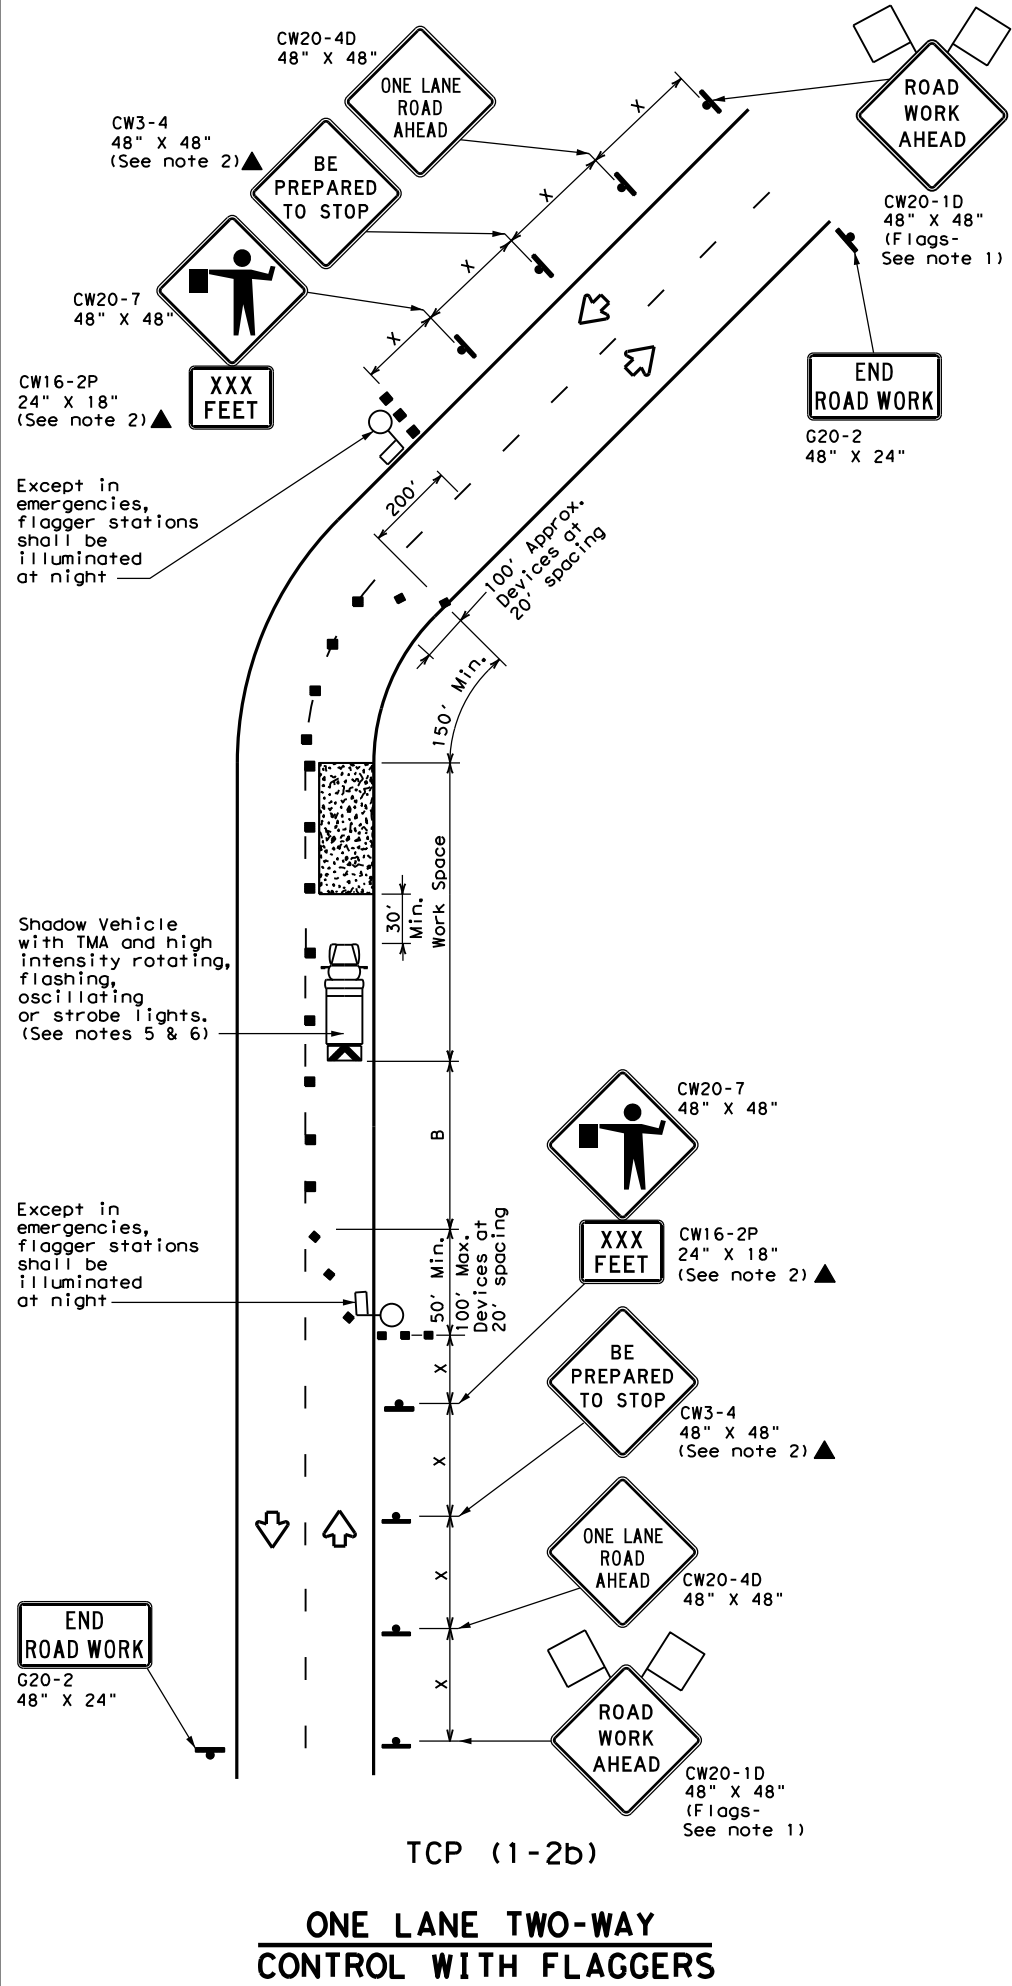 CW20-4D
48" X 48"
ONE LANE
ROAD
AHEAD
X
ROAD
WORK
AHEAD
CW20-1D
48" X 48"
(Flags-
See note 1)
CW3-4
48" X 48"
(See note 2)
BE
PREPARED
TO STOP
X
X
CW20-7
48" X 48"
X
CW16-2P
24" X 18"
(See note 2)
XXX
FEET
END
ROAD WORK
G20-2
48" X 24"
Except in
emergencies,
flagger stations
shall be
illuminated
at night
200'
100' Approx.
Devices at
20' spacing
150' Min.
Work Space
30'
Min.
Shadow Vehicle
with TMA and high
intensity rotating,
flashing,
oscillating
or strobe lights.
(See notes 5 & 6)
B
CW20-7
48" X 48"
XXX
FEET
CW16-2P
24" X 18"
(See note 2)
Except in
emergencies,
flagger stations
shall be
illuminated
at night
50' Min.
100' Max.
Devices at
20' spacing
X
BE
PREPARED
TO STOP
CW3-4
48" X 48"
(See note 2)
X
ONE LANE
ROAD
AHEAD
CW20-4D
48" X 48"
X
END
ROAD WORK
G20-2
48" X 24"
X
ROAD
WORK
AHEAD
CW20-1D
48" X 48"
(Flags-
See note 1)
TCP (1-2b)
ONE LANE TWO-WAY
CONTROL WITH FLAGGERS